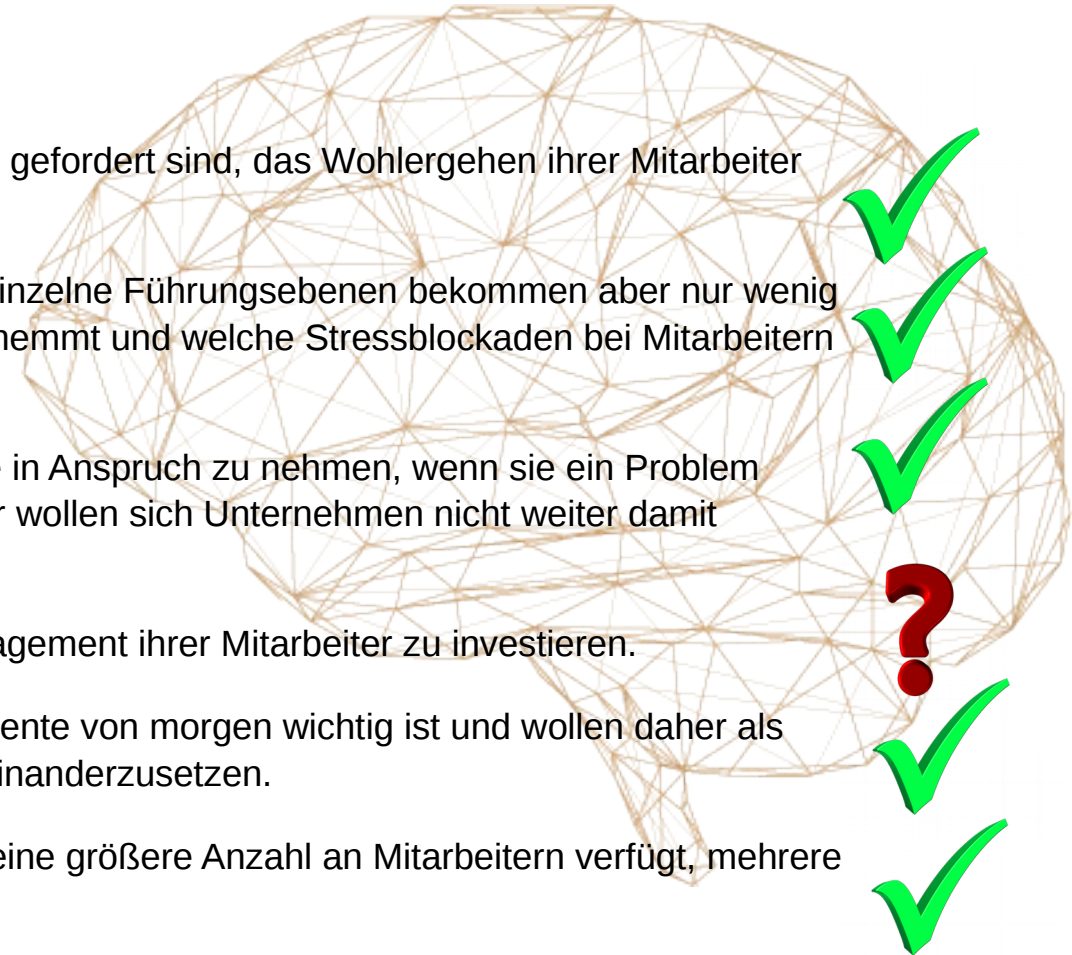 gefordert sind, das Wohlergehen ihrer Mitarbeiter
inzelne Führungsebenen bekommen aber nur wenig
hemmt und welche Stressblockaden bei Mitarbeitern
e in Anspruch zu nehmen, wenn sie ein Problem
r wollen sich Unternehmen nicht weiter damit
agement ihrer Mitarbeiter zu investieren.
ente von morgen wichtig ist und wollen daher als
inanderzusetzen.
eine größere Anzahl an Mitarbeitern verfügt, mehrere
?